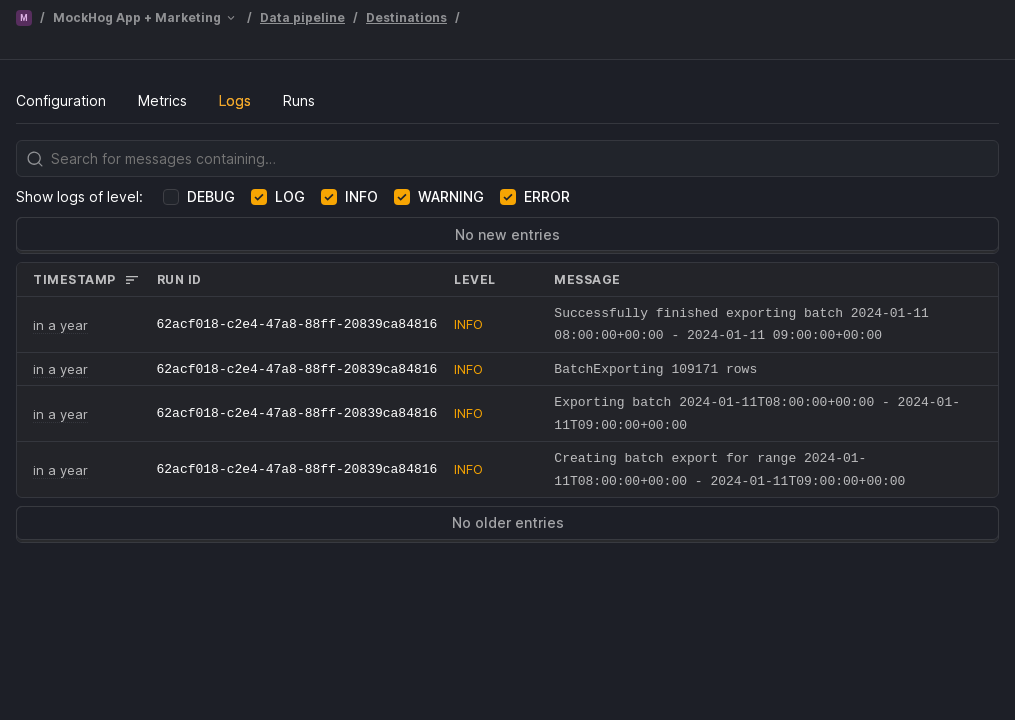 M / MockHog App + Marketing / Data pipeline / Destinations /
Configuration Metrics Logs Runs
Search for messages containing…
Show logs of level: DEBUG LOG INFO WARNING ERROR
No new entries
TIMESTAMP RUN ID LEVEL MESSAGE
in a year 62acf018-c2e4-47a8-88ff-20839ca84816 INFO Successfully finished exporting batch 2024-01-11
08:00:00+00:00 - 2024-01-11 09:00:00+00:00
in a year 62acf018-c2e4-47a8-88ff-20839ca84816 INFO BatchExporting 109171 rows
in a year 62acf018-c2e4-47a8-88ff-20839ca84816 INFO Exporting batch 2024-01-11T08:00:00+00:00 - 2024-01-
11T09:00:00+00:00
in a year 62acf018-c2e4-47a8-88ff-20839ca84816 INFO Creating batch export for range 2024-01-
11T08:00:00+00:00 - 2024-01-11T09:00:00+00:00
No older entries